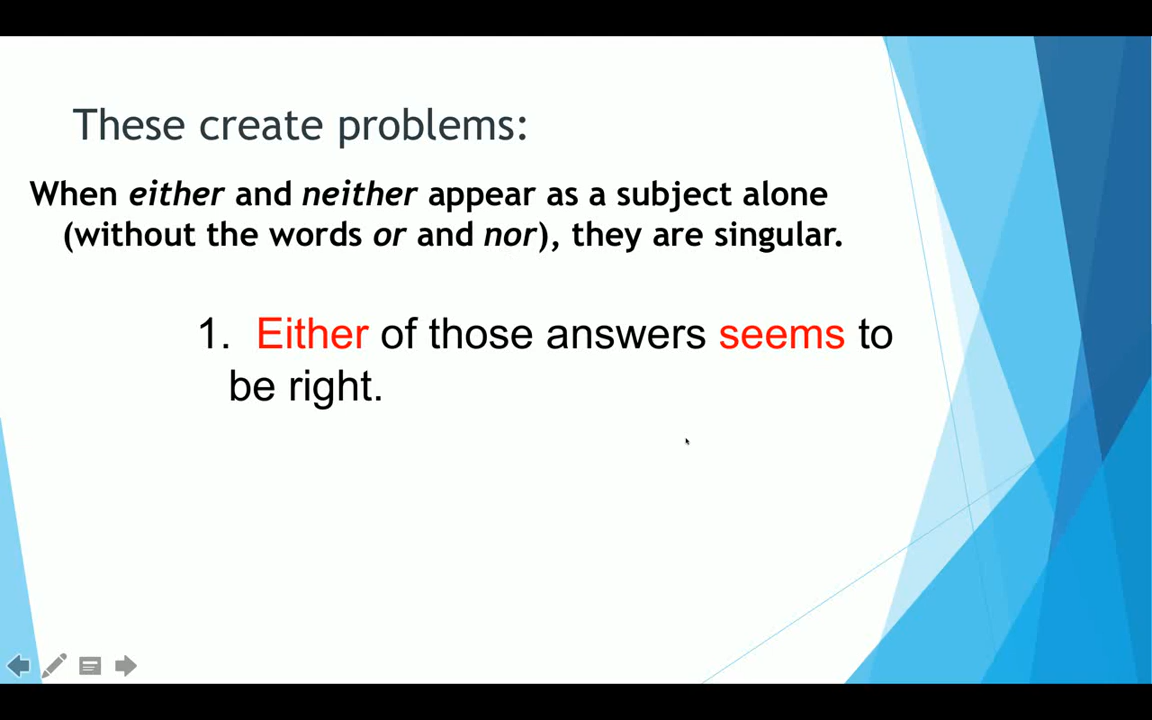 These create problems:
When either and neither appear as a subject alone
(without the words or and nor), they are singular.
1. Either of those answers seems to
be right.